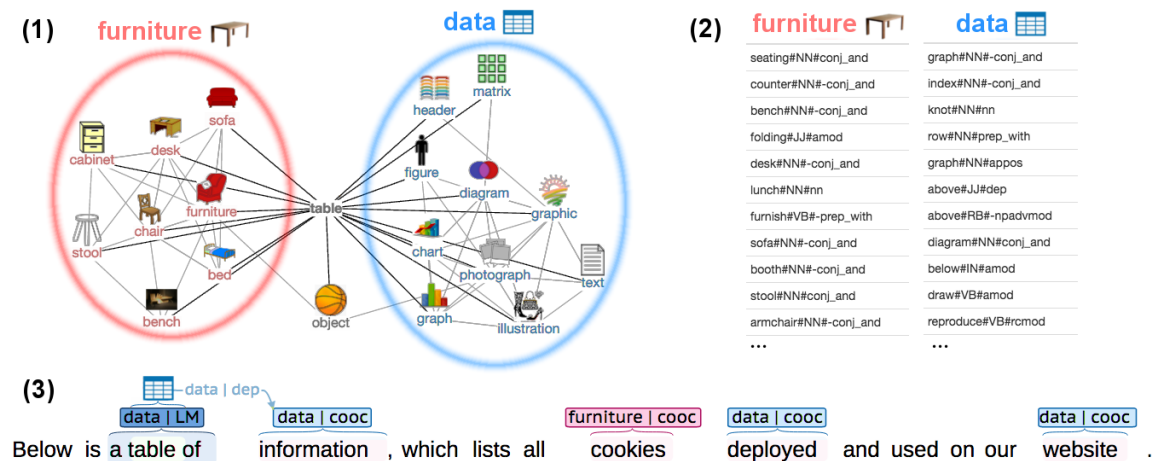 (1)
furniture
data
sofa
cabinet
desk
furniture
chair
stool
bed
bench
table
object
matrix
header
figure
diagram
graphic
chart
photograph
text
graph
illustration
(2)
furniture
data
seating#NN#conj_and
graph#NN#-conj_and
counter#NN#-conj_and
index#NN#-conj_and
bench#NN#-conj_and
knot#NN#nn
folding#JJ#amod
row#NN#prep_with
desk#NN#-conj_and
graph#NN#appos
lunch#NN#nn
above#JJ#dep
furnish#VB#-prep_with
above#RB#-npadvmod
sofa#NN#-conj_and
diagram#NN#conj_and
booth#NN#-conj_and
below#IN#amod
stool#NN#conj_and
draw#VB#amod
armchair#NN#-conj_and
reproduce#VB#rcmod
...
...
(3)
data | dep
data | LM
data | cooc
furniture | cooc
data | cooc
data | cooc
Below is a table of information , which lists all cookies deployed and used on our website .